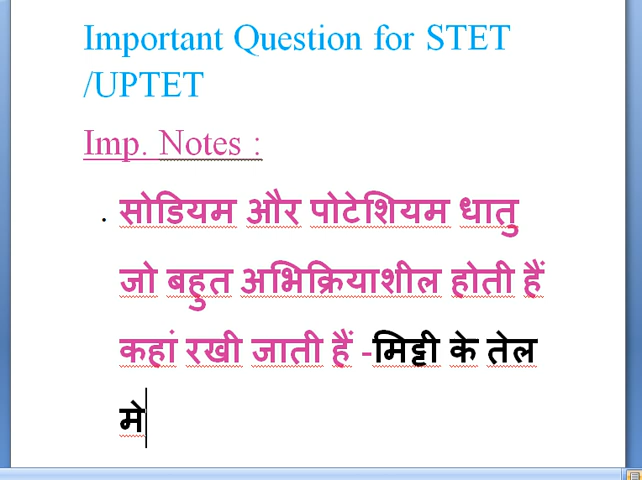 Important Question for STET
/UPTET
Imp. Notes :
. सोडियम और पोटेशियम धातु
जो बहुत अभिक्रियाशील होती हैं
कहां रखी जाती हैं -मिट्टी के तेल
मे